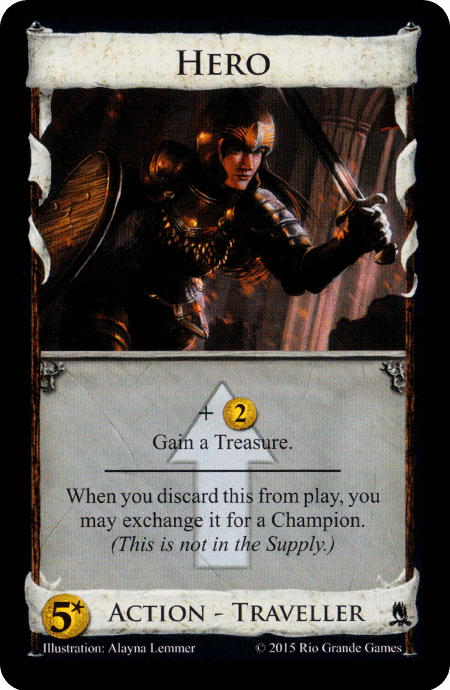 HERO
+ 2
Gain a Treasure.
When you discard this from play, you
may exchange it for a Champion.
(This is not in the Supply.)
5* ACTION - TRAVELLER
Illustration: Alayna Lemmer © 2015 Rio Grande Games